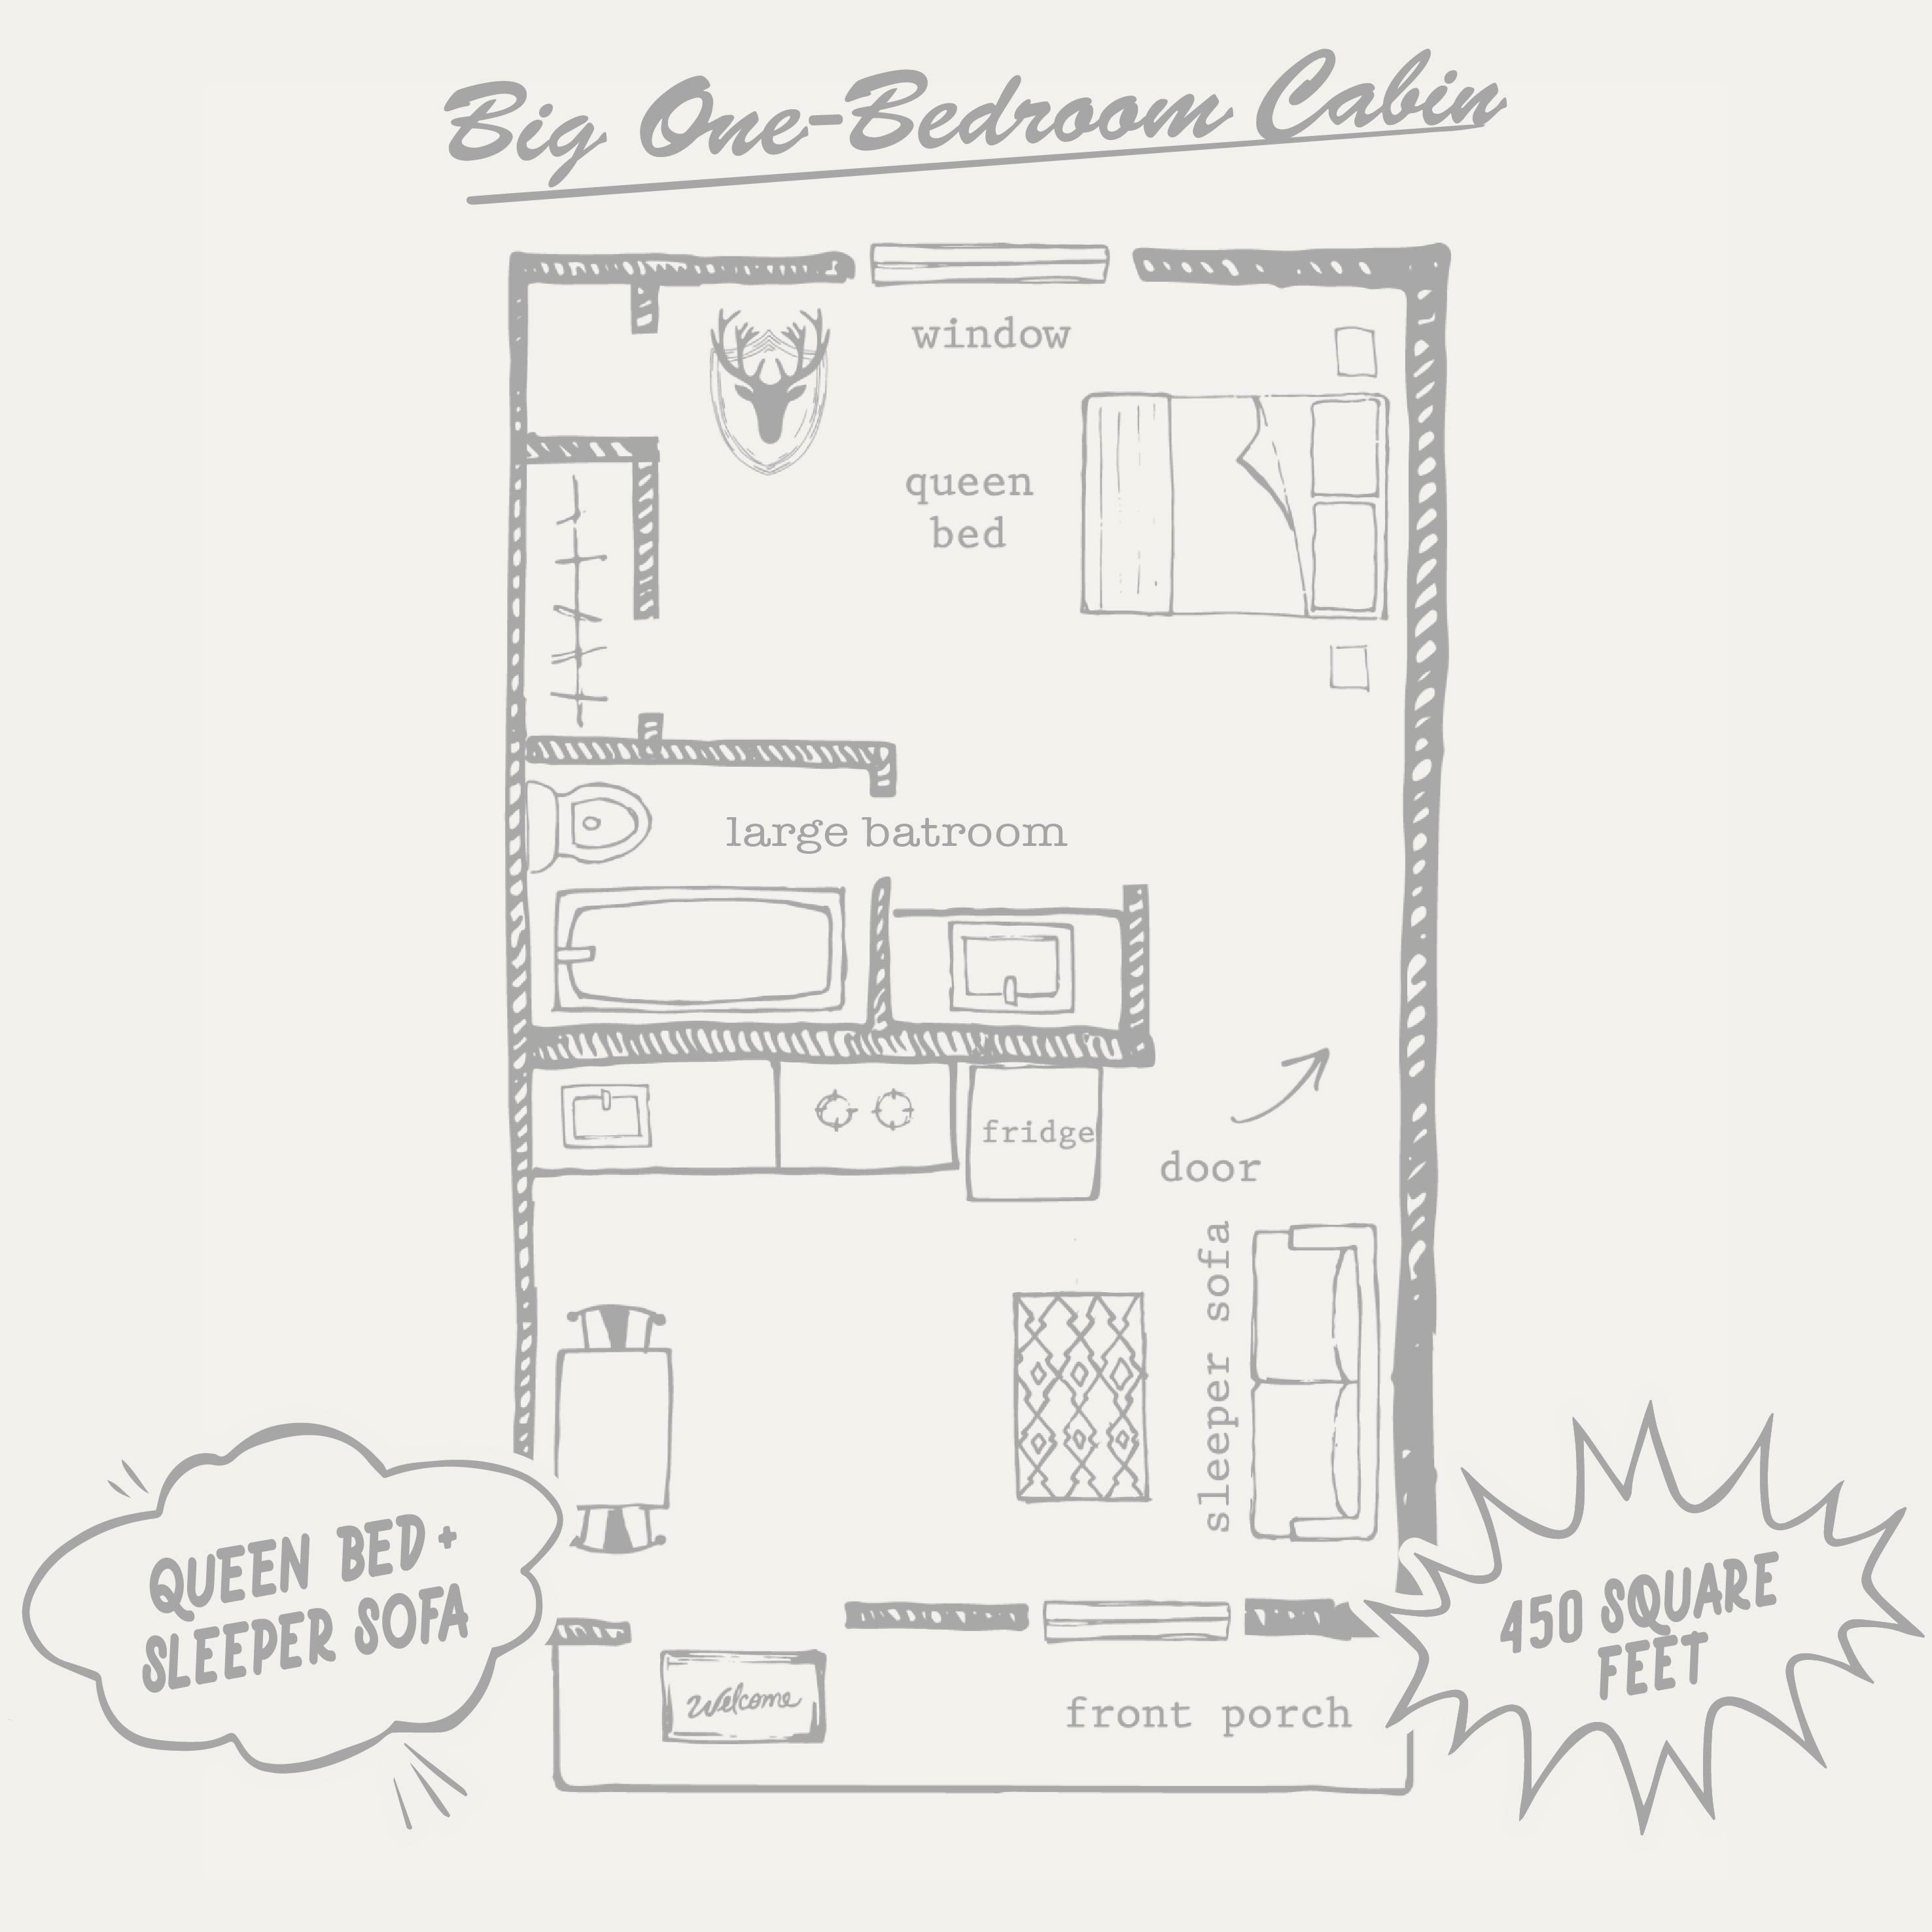 Big One-Bedroom Cabin
window
queen
bed
large batroom
fridge
door
sleeper sofa
QUEEN BED +
SLEEPER SOFA
450 SQUARE
FEET
Welcome
front porch